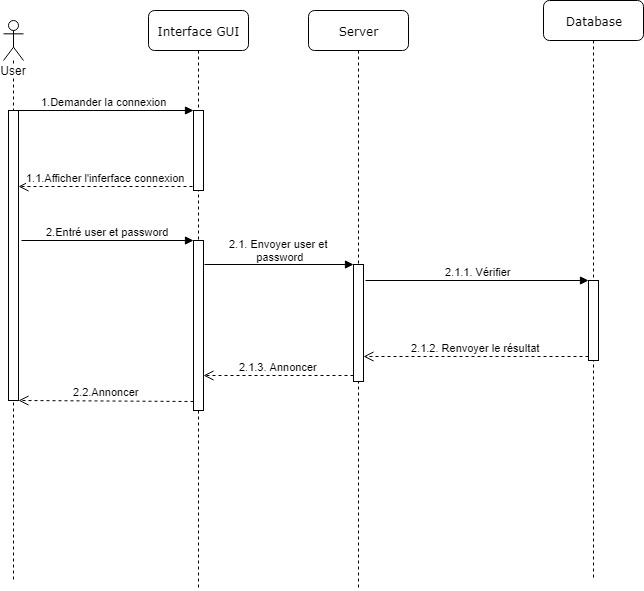 Interface GUI
Server
Database
User
1.Demander la connexion
1.1.Afficher l'inferface connexion
2.Entré user et password
2.1. Envoyer user et
password
2.1.1. Vérifier
2.1.2. Renvoyer le résultat
2.1.3. Annoncer
2.2.Annoncer